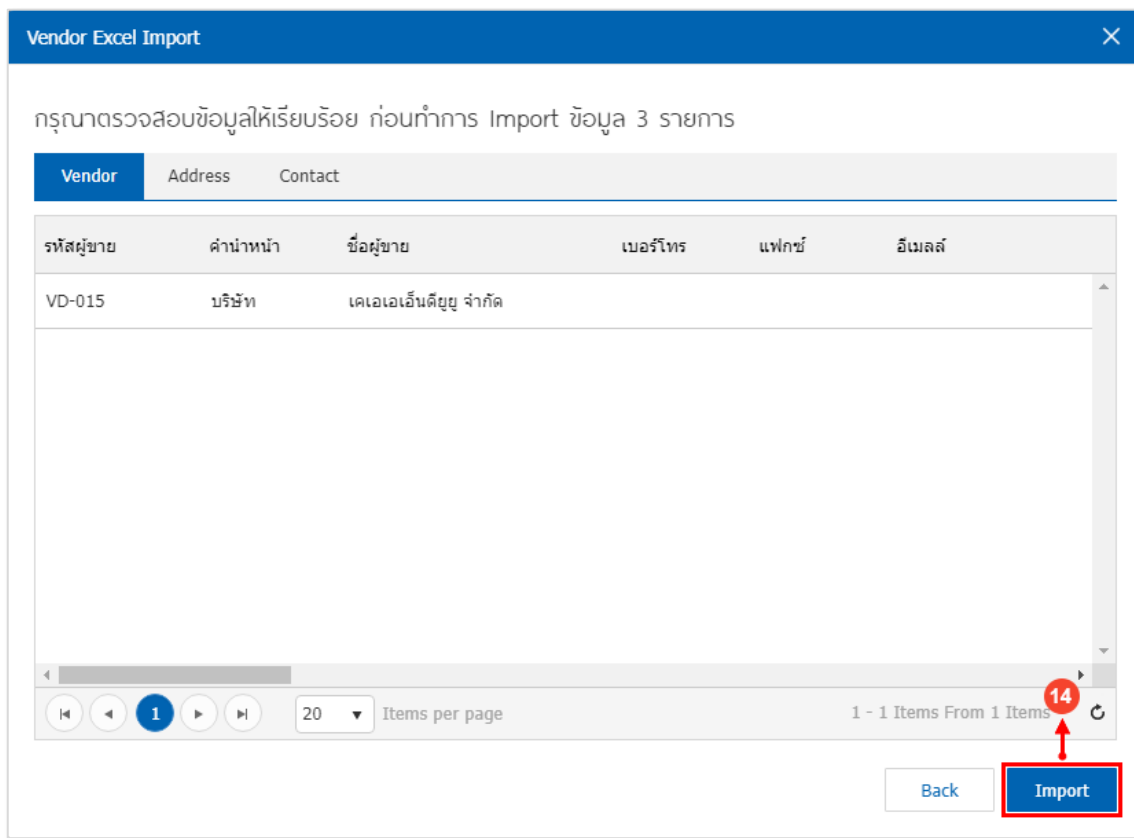 Vendor Excel Import
กรุณาตรวจสอบข้อมูลให้เรียบร้อย ก่อนทำการ Import ข้อมูล 3 รายการ
Vendor Address Contact
รหัสผู้ขาย คำนำหน้า ชื่อผู้ขาย เบอร์โทร แฟกซ์ อีเมลล์
VD-015 บริษัท เคเอเอเอ็นดียูยู จำกัด
1 20 Items per page 1 - 1 Items From 1 Items
14
Back Import